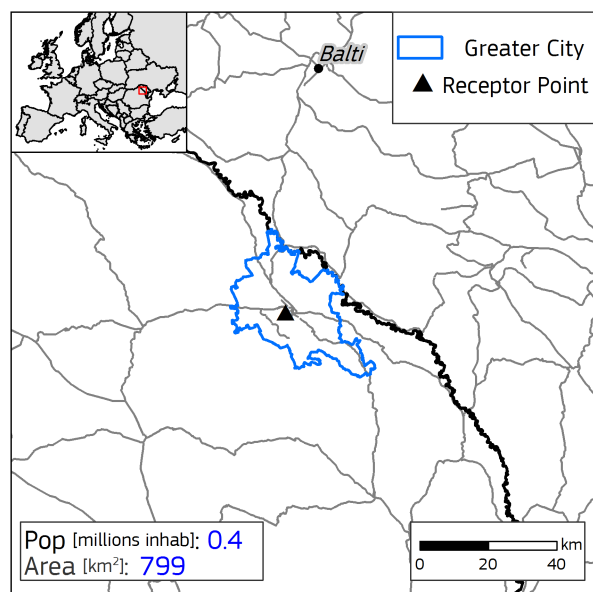 Balti
Greater City
Receptor Point
Pop [millions inhab]: 0.4
Area [km²]: 799
km
0 20 40